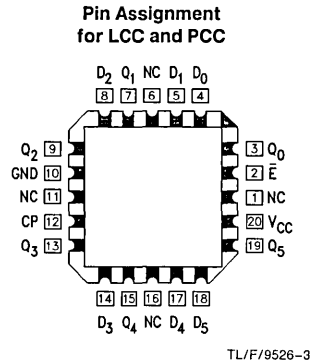 Pin Assignment
for LCC and PCC
D2 Q1 NC D1 D0
8 7 6 5 4
Q2 9
GND 10
NC 11
CP 12
Q3 13
3 Q0
2 E̅
1 NC
20 VCC
19 Q5
14 15 16 17 18
D3 Q4 NC D4 D5
TL/F/9526-3